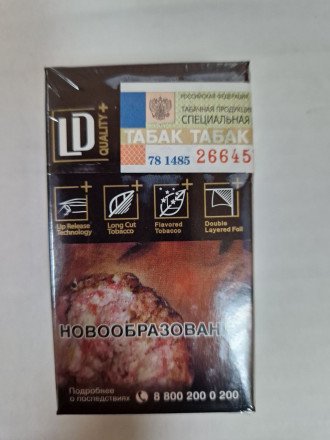 LD
QUALITY+
РОССИЙСКАЯ ФЕДЕРАЦИЯ
ТАБАЧНАЯ ПРОДУКЦИЯ
СПЕЦИАЛЬНАЯ
ТАБАК ТАБАК
78 1485 26645
Lip Release
Technology
Long Cut
Tobacco
Flavored
Tobacco
Double
Layered Foil
НОВООБРАЗОВАН
Подробнее
о последствиях
8 800 200 0 200